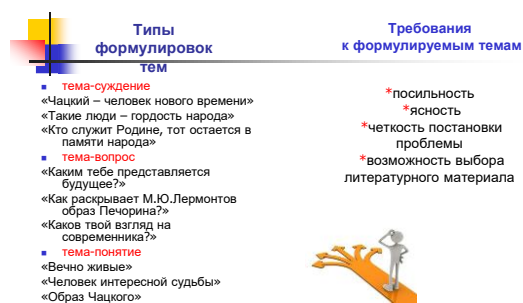 Типы
формулировок
тем
тема-суждение
«Чацкий – человек нового времени»
«Такие люди – гордость народа»
«Кто служит Родине, тот остается в
памяти народа»
тема-вопрос
«Каким тебе представляется
будущее?»
«Как раскрывает М.Ю.Лермонтов
образ Печорина?»
«Каков твой взгляд на
современника?»
тема-понятие
«Вечно живые»
«Человек интересной судьбы»
«Образ Чацкого»
Требования
к формулируемым темам
*посильность
*ясность
*четкость постановки
проблемы
*возможность выбора
литературного материала